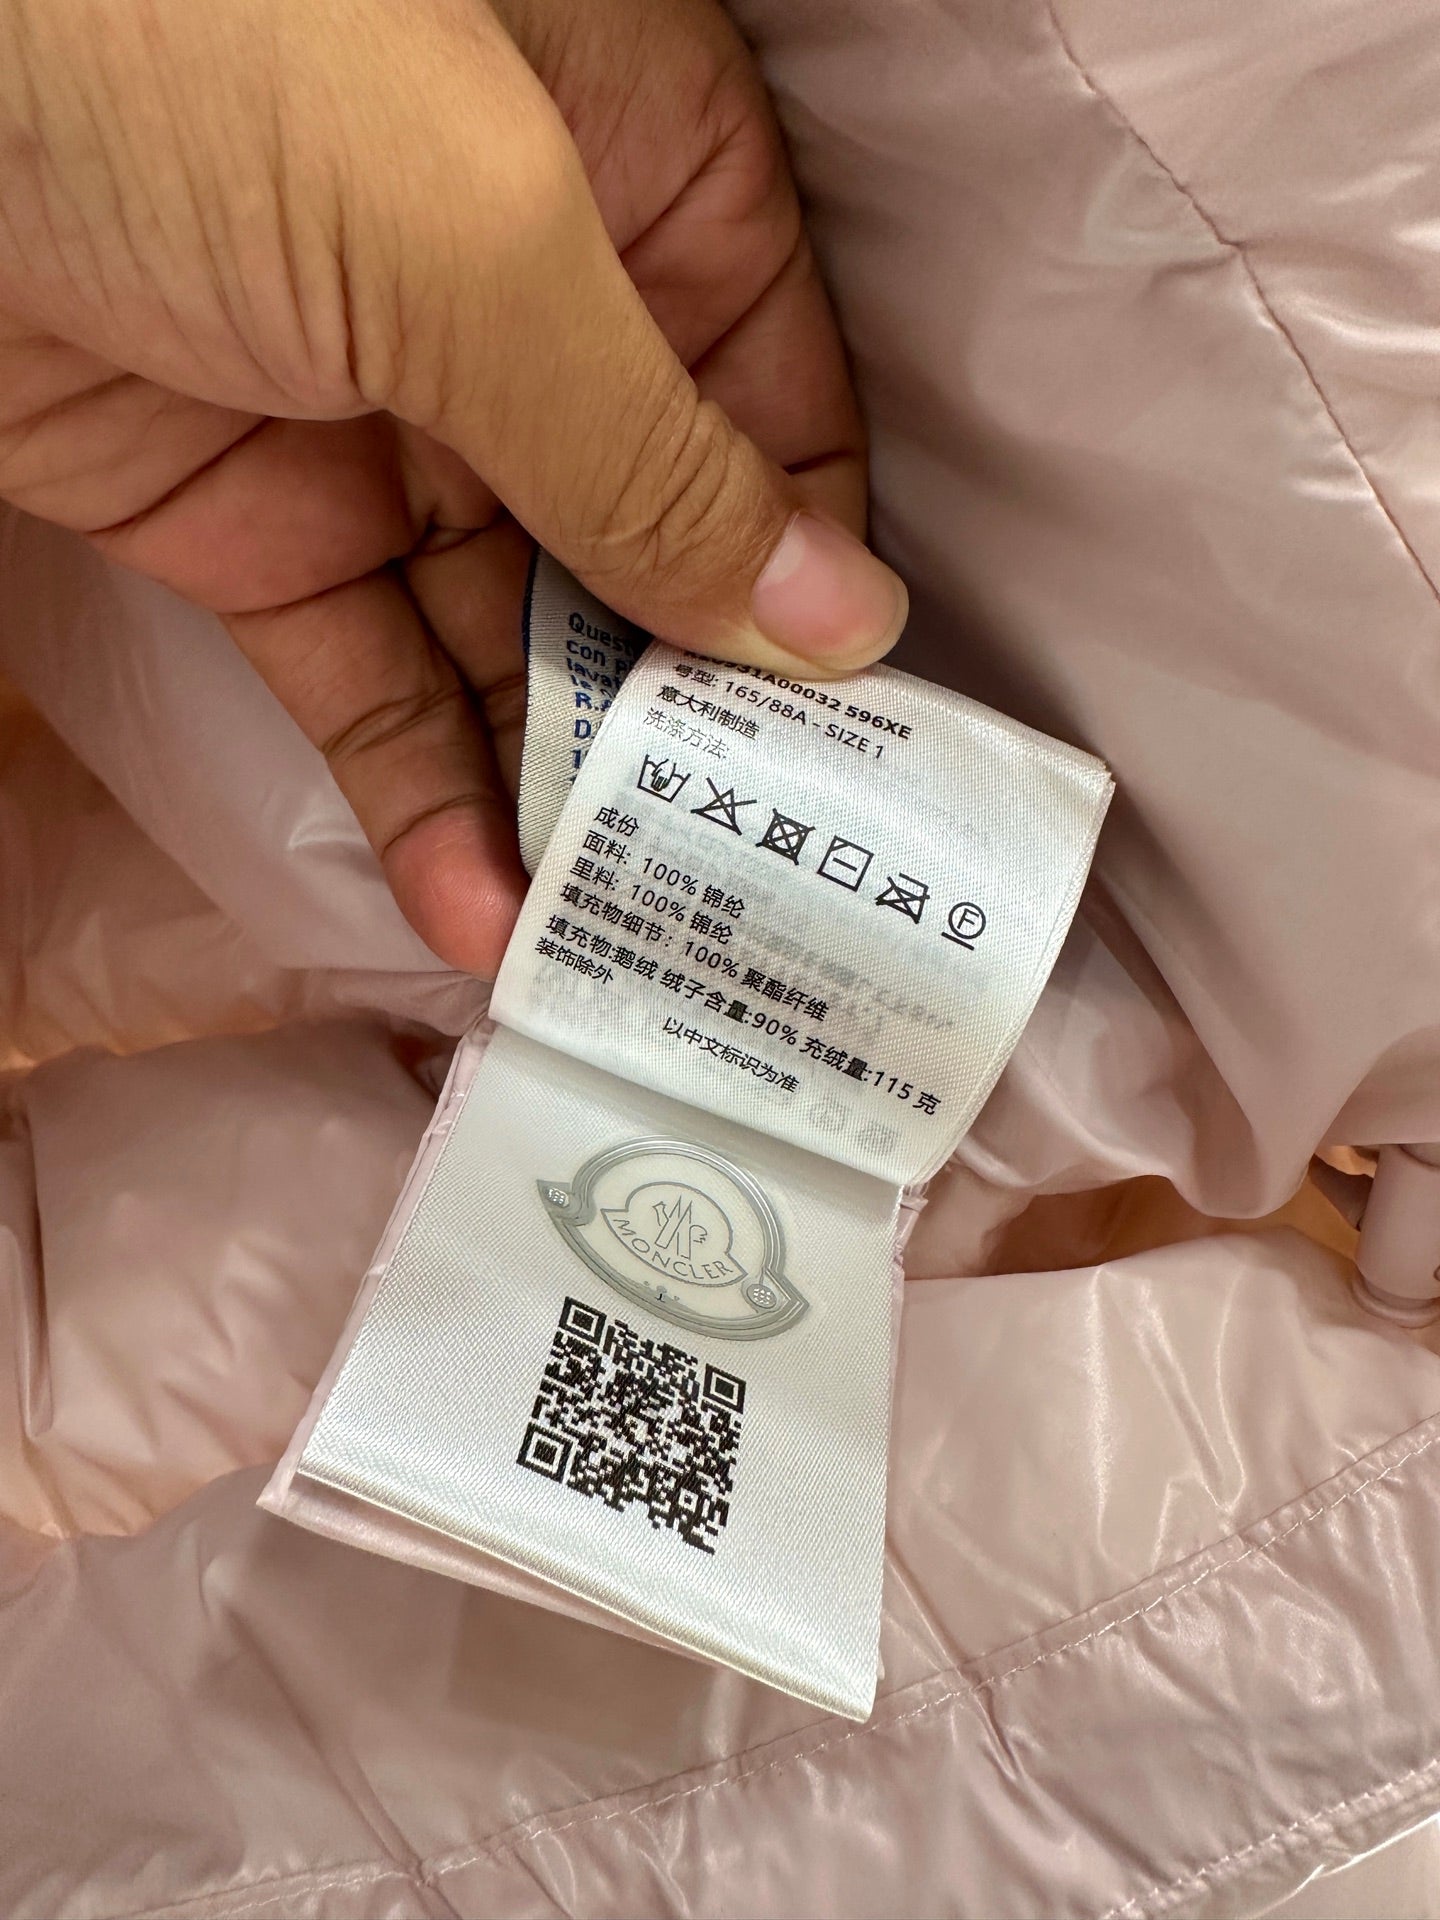 596XE
号型: 165/88A - SIZE 1
意大利制造
洗涤方法:
F
成份
面料: 100% 锦纶
里料: 100% 锦纶
填充物细节: 100% 聚酯纤维
填充物:鹅绒 绒子含量:90% 充绒量:115 克
装饰除外
以中文标识为准
MONCLER
1
con
R.